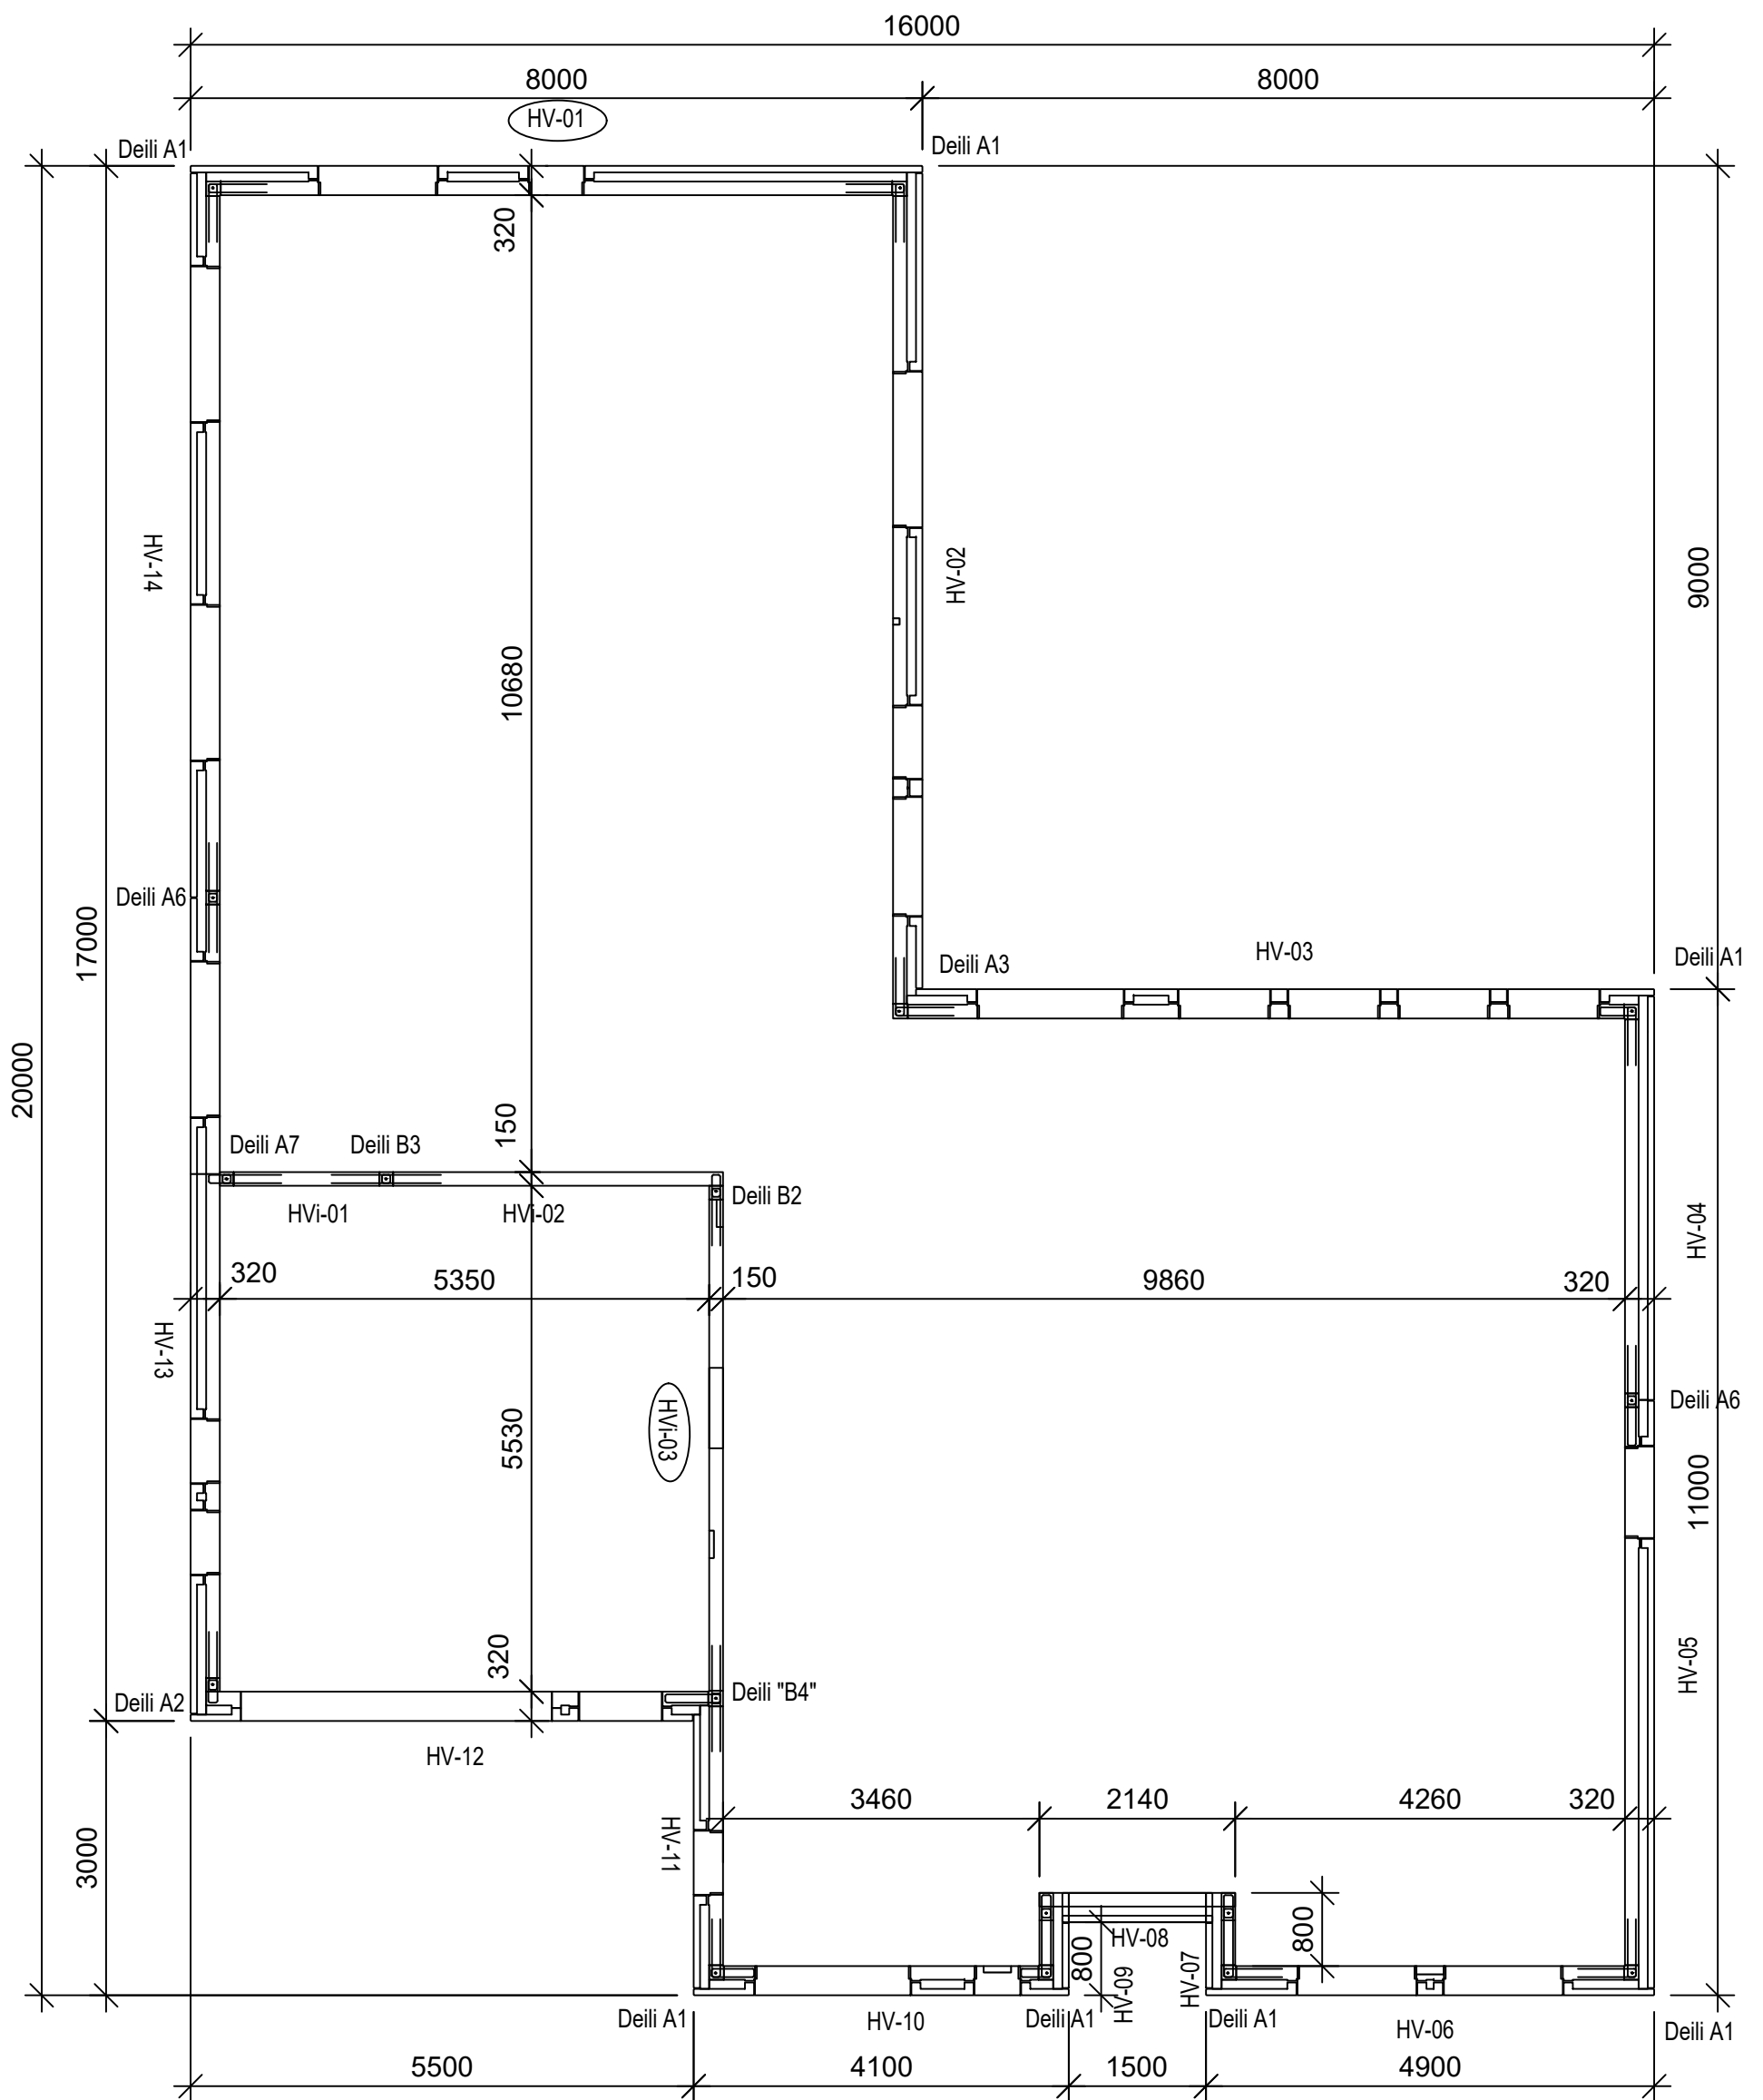 16000
8000
8000
HV-01
Deili A1
Deili A1
320
HV-14
HV-02
9000
10680
Deili A6
17000
Deili A3
HV-03
Deili A1
20000
150
Deili A7
Deili B3
Deili B2
HVi-01
HVi-02
HV-04
320
5350
150
9860
320
HV-13
HVi-03
5530
Deili A6
11000
320
HV-05
Deili A2
Deili "B4"
HV-12
3460
2140
4260
320
HV-11
3000
800
HV-08
800
HV-09
HV-07
Deili A1
HV-10
Deili A1
Deili A1
HV-06
Deili A1
5500
4100
1500
4900